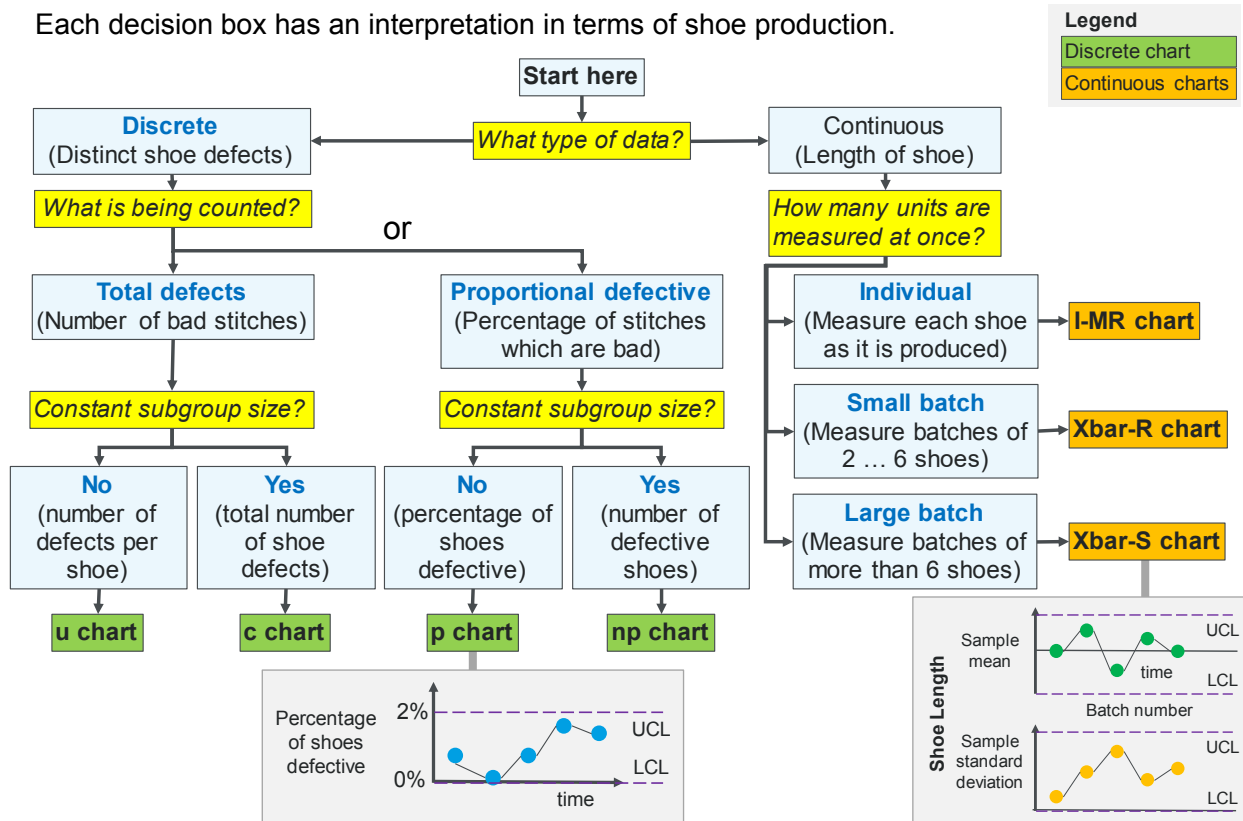 Each decision box has an interpretation in terms of shoe production.
Legend
Discrete chart
Continuous charts
Start here
What type of data?
Discrete
(Distinct shoe defects)
Continuous
(Length of shoe)
What is being counted?
How many units are
measured at once?
or
Total defects
(Number of bad stitches)
Proportional defective
(Percentage of stitches
which are bad)
Individual
(Measure each shoe
as it is produced)
I-MR chart
Constant subgroup size?
Constant subgroup size?
Small batch
(Measure batches of
2 … 6 shoes)
Xbar-R chart
No
(number of
defects per
shoe)
Yes
(total number
of shoe
defects)
No
(percentage of
shoes
defective)
Yes
(number of
defective
shoes)
Large batch
(Measure batches of
more than 6 shoes)
Xbar-S chart
u chart
c chart
p chart
np chart
Percentage
of shoes
defective
2%
0%
UCL
LCL
time
Shoe Length
Sample
mean
UCL
time
LCL
Batch number
Sample
standard
deviation
UCL
LCL